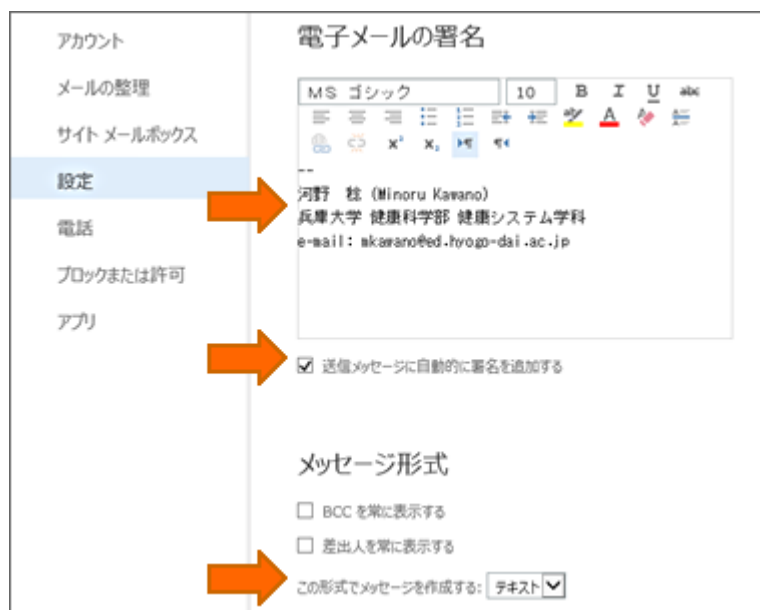 アカウント
メールの整理
サイト メールボックス
設定
電話
ブロックまたは許可
アプリ
電子メールの署名
MS ゴシック 10 B I U abc
--
河野 稔 (Minoru Kawano)
兵庫大学 健康科学部 健康システム学科
e-mail: mkawano@ed.hyogo-dai.ac.jp
送信メッセージに自動的に署名を追加する
メッセージ形式
BCC を常に表示する
差出人を常に表示する
この形式でメッセージを作成する: テキスト